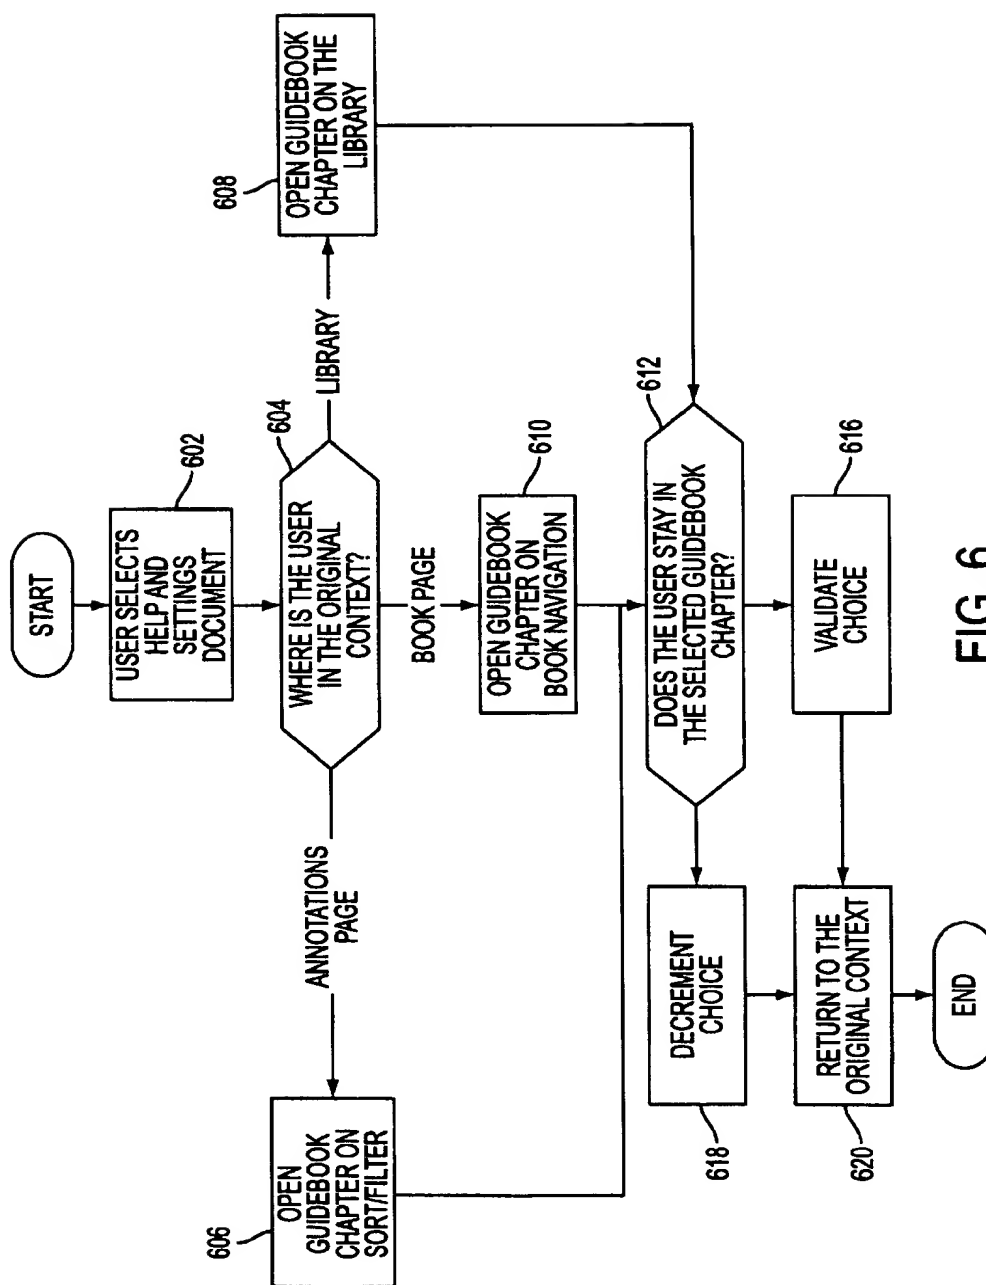 START
602
USER SELECTS
HELP AND
SETTINGS
DOCUMENT
604
WHERE IS THE USER
IN THE ORIGINAL
CONTEXT?
ANNOTATIONS
PAGE
BOOK PAGE
LIBRARY
606
OPEN
GUIDEBOOK
CHAPTER ON
SORT/FILTER
610
OPEN GUIDEBOOK
CHAPTER ON
BOOK NAVIGATION
608
OPEN GUIDEBOOK
CHAPTER ON THE
LIBRARY
612
DOES THE USER STAY IN
THE SELECTED GUIDEBOOK
CHAPTER?
618
DECREMENT
CHOICE
616
VALIDATE
CHOICE
620
RETURN TO THE
ORIGINAL CONTEXT
END
FIG. 6